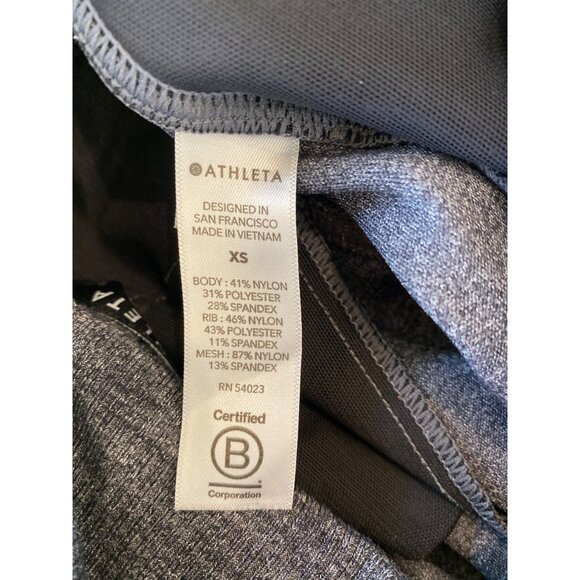 ATHLETA
DESIGNED IN
SAN FRANCISCO
MADE IN VIETNAM
XS
BODY : 41% NYLON
31% POLYESTER
28% SPANDEX
RIB : 46% NYLON
43% POLYESTER
11% SPANDEX
MESH : 87% NYLON
13% SPANDEX
RN 54023
Certified
B
Corporation
LETA